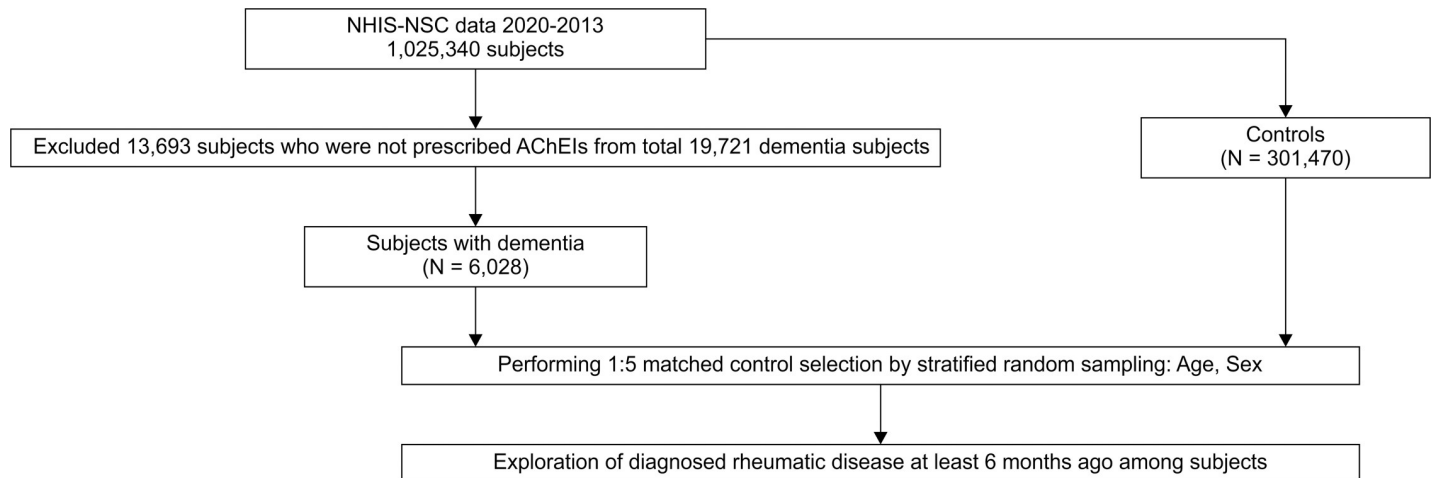 NHIS-NSC data 2020-2013
1,025,340 subjects
Excluded 13,693 subjects who were not prescribed AChEIs from total 19,721 dementia subjects
Controls
(N = 301,470)
Subjects with dementia
(N = 6,028)
Performing 1:5 matched control selection by stratified random sampling: Age, Sex
Exploration of diagnosed rheumatic disease at least 6 months ago among subjects